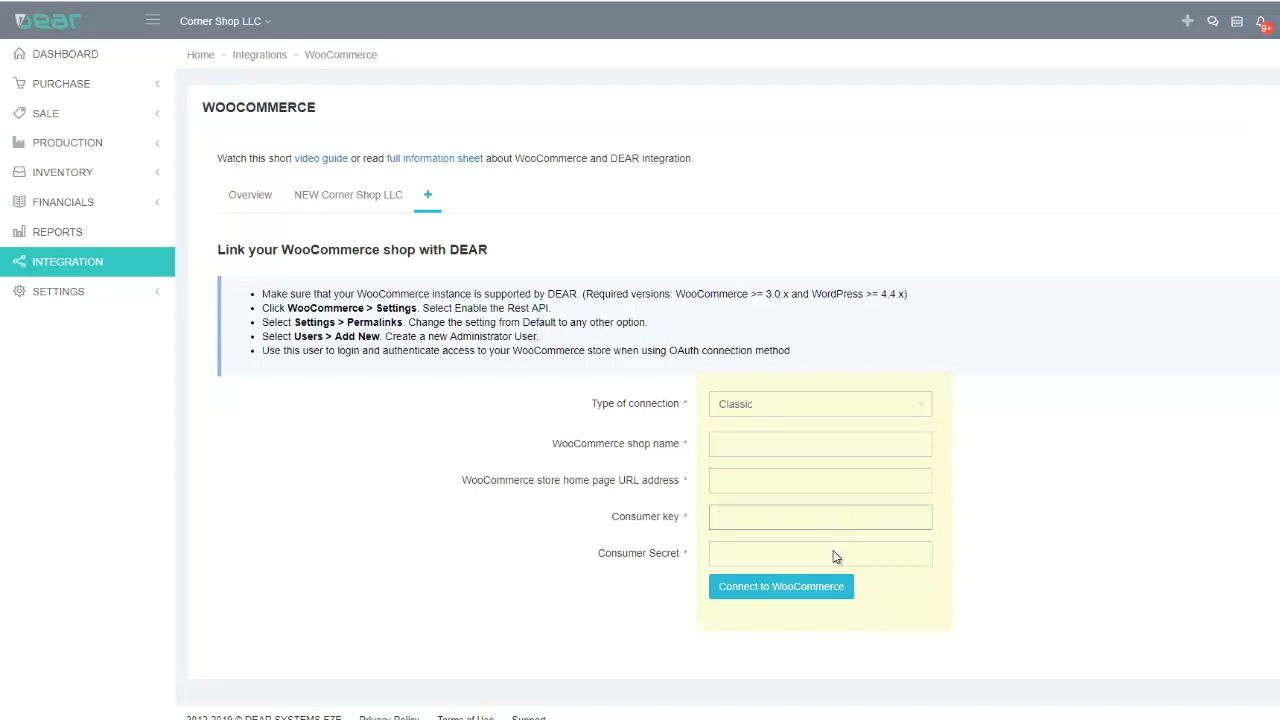 DEAR
Corner Shop LLC
9+
DASHBOARD
PURCHASE
SALE
PRODUCTION
INVENTORY
FINANCIALS
REPORTS
INTEGRATION
SETTINGS
Home Integrations WooCommerce
WOOCOMMERCE
Watch this short video guide or read full information sheet about WooCommerce and DEAR integration.
Overview NEW Corner Shop LLC +
Link your WooCommerce shop with DEAR
• Make sure that your WooCommerce instance is supported by DEAR. (Required versions: WooCommerce >= 3.0.x and WordPress >= 4.4.x)
• Click WooCommerce > Settings. Select Enable the Rest API.
• Select Settings > Permalinks. Change the setting from Default to any other option.
• Select Users > Add New. Create a new Administrator User.
• Use this user to login and authenticate access to your WooCommerce store when using OAuth connection method
Type of connection * Classic
WooCommerce shop name *
WooCommerce store home page URL address *
Consumer key *
Consumer Secret *
Connect to WooCommerce
2012-2019 © DEAR SYSTEMS FZE Privacy Policy Terms of Use Support